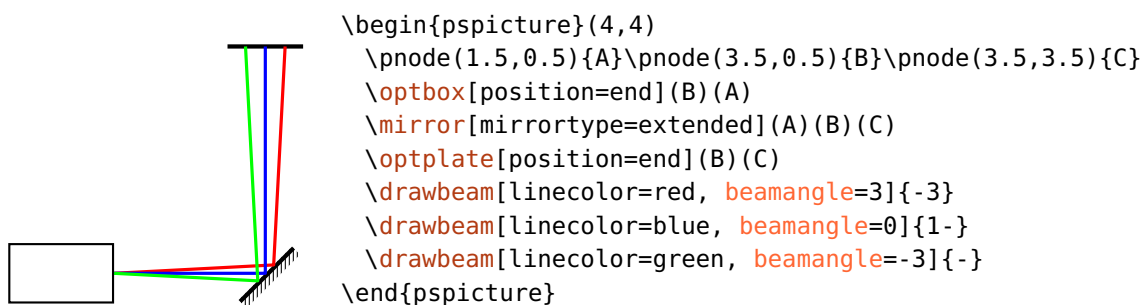 \begin{pspicture}(4,4)
\pnode(1.5,0.5){A}\pnode(3.5,0.5){B}\pnode(3.5,3.5){C}
\optbox[position=end](B)(A)
\mirror[mirrortype=extended](A)(B)(C)
\optplate[position=end](B)(C)
\drawbeam[linecolor=red, beamangle=3]{-3}
\drawbeam[linecolor=blue, beamangle=0]{1-}
\drawbeam[linecolor=green, beamangle=-3]{-}
\end{pspicture}